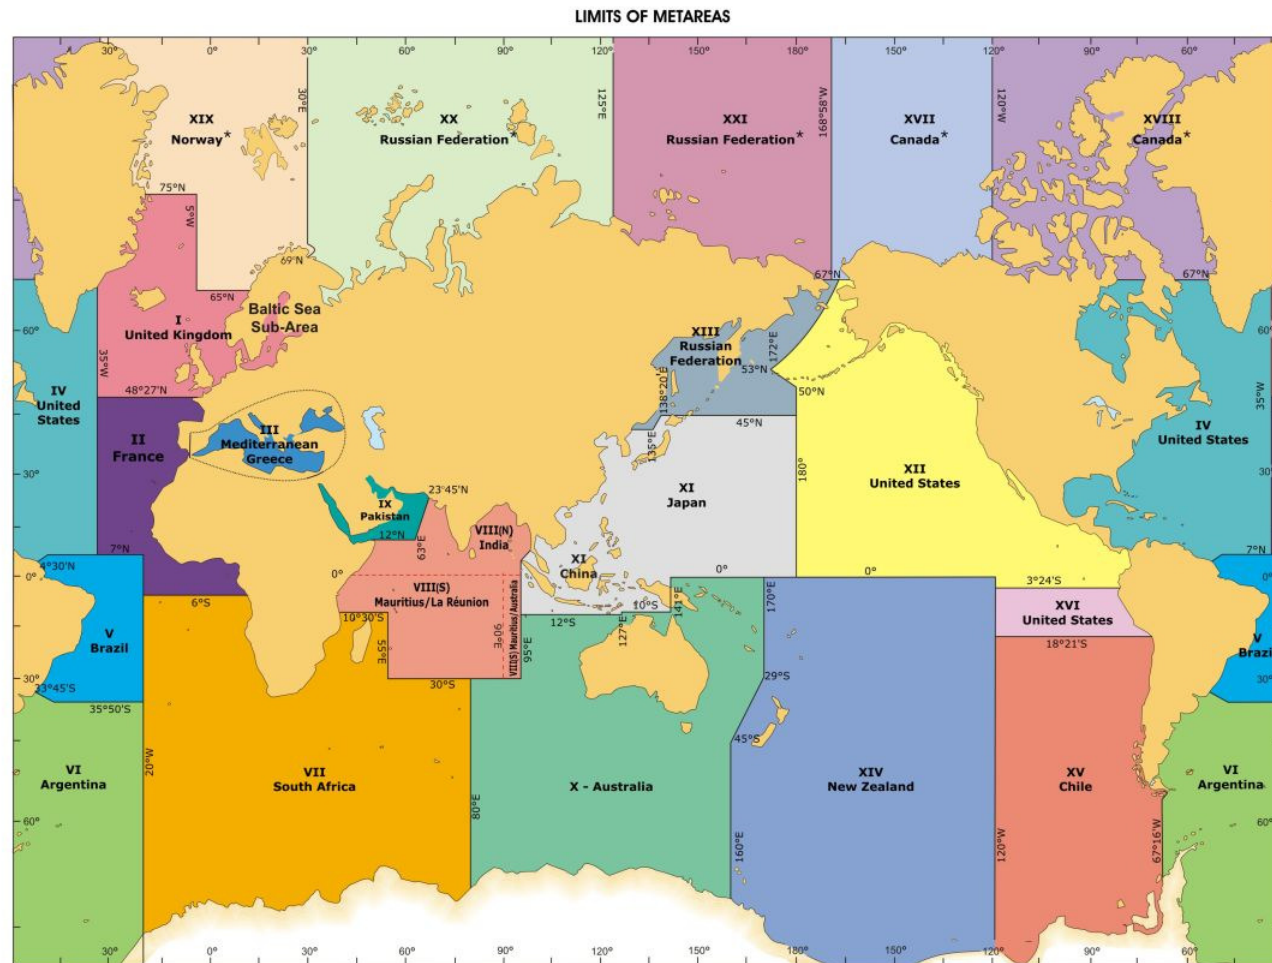 LIMITS OF METAREAS
30°
0°
30°
60°
90°
120°
150°
180°
150°
120°
90°
60°
XIX
Norway*
30°E
XX
Russian Federation*
125°E
XXI
Russian Federation*
168°58'W
XVII
Canada*
120°W
XVIII
Canada*
75°N
5°W
69°N
65°N
67°N
67°N
Baltic Sea
Sub-Area
I
United Kingdom
60°
35°W
48°27'N
XIII
Russian
Federation
172°E
53°N
50°N
138°20'E
45°N
135°E
60°
IV
United
States
II
France
III
Mediterranean
Greece
XI
Japan
180°
XII
United States
IV
United States
35°W
30°
30°
IX
Pakistan
12°N
23°45'N
63°E
VIII(N)
India
XI
China
7°N
4°30'N
0°
0°
0°
0°
7°N
0°
6°S
VIII(S)
Mauritius/La Réunion
VIII(S) Mauritius/Australia
90°E
95°E
10°30'S
55°E
12°S
127°E
10°S
141°E
170°E
3°24'S
XVI
United States
18°21'S
V
Brazil
V
Brazi
30°
33°45'S
35°50'S
30°S
29°S
30°
45°S
VI
Argentina
20°W
VII
South Africa
80°E
X - Australia
160°E
XIV
New Zealand
120°W
XV
Chile
67°16'W
VI
Argentina
60°
60°
30°
0°
30°
60°
90°
120°
150°
180°
150°
120°
90°
60°